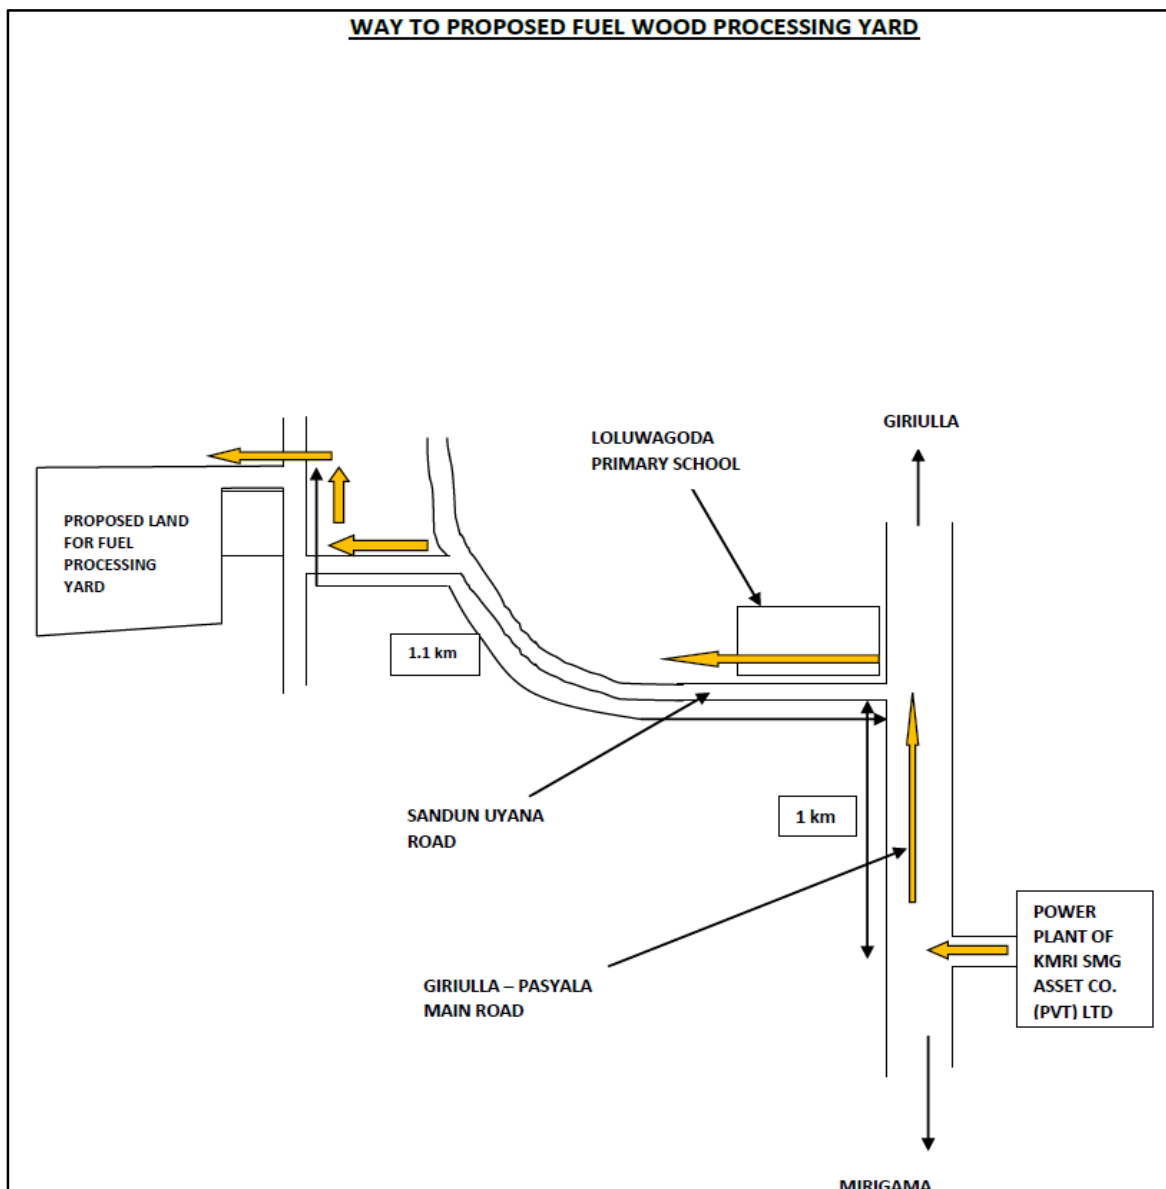 WAY TO PROPOSED FUEL WOOD PROCESSING YARD
GIRIULLA
LOLUWAGODA
PRIMARY SCHOOL
PROPOSED LAND
FOR FUEL
PROCESSING
YARD
1.1 km
SANDUN UYANA
ROAD
1 km
POWER
PLANT OF
KMRI SMG
ASSET CO.
(PVT) LTD
GIRIULLA – PASYALA
MAIN ROAD
MIRIGAMA